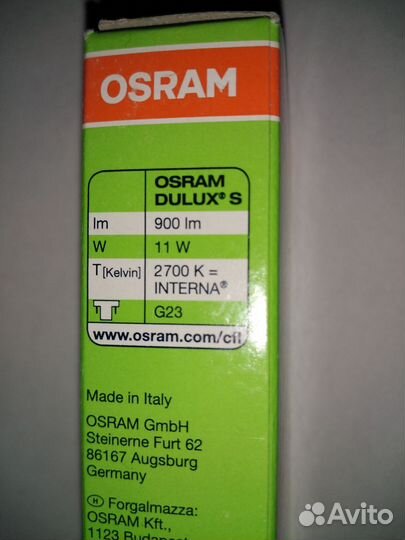 OSRAM
OSRAM
DULUX® S
lm 900 lm
W 11 W
T[Kelvin] 2700 K =
INTERNA®
G23
www.osram.com/cfl
Made in Italy
OSRAM GmbH
Steinerne Furt 62
86167 Augsburg
Germany
H Forgalmazza:
OSRAM Kft.,
1123
Avito